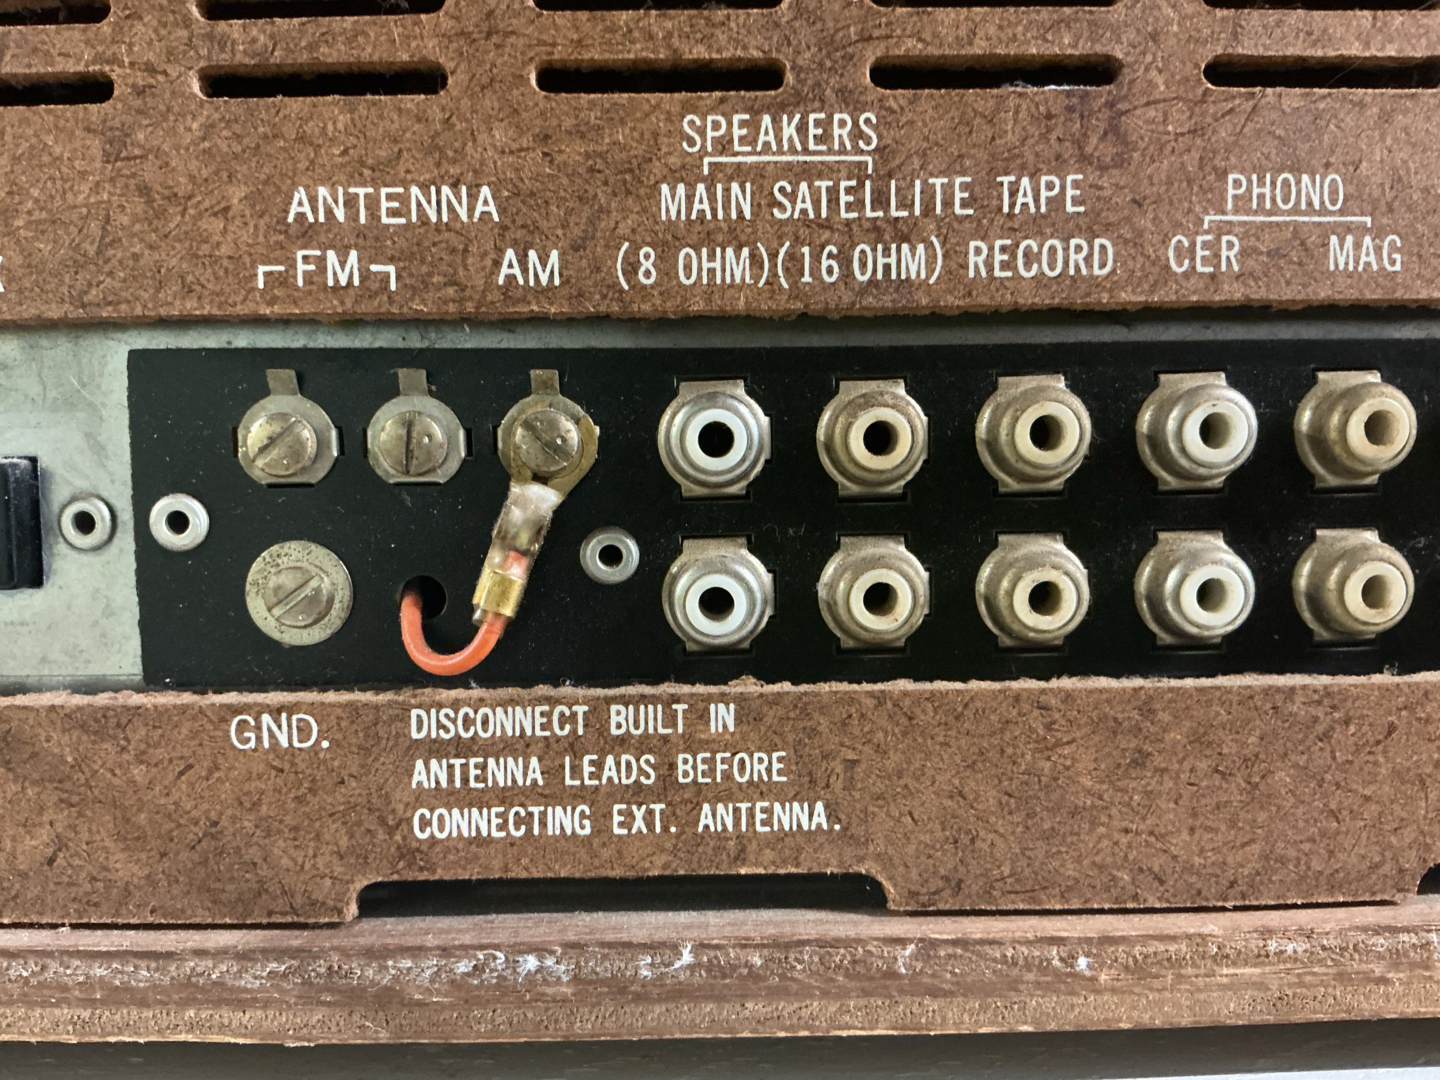 SPEAKERS
ANTENNA MAIN SATELLITE TAPE PHONO
FM AM (8 OHM) (16 OHM) RECORD CER MAG
GND.
DISCONNECT BUILT IN
ANTENNA LEADS BEFORE
CONNECTING EXT. ANTENNA.